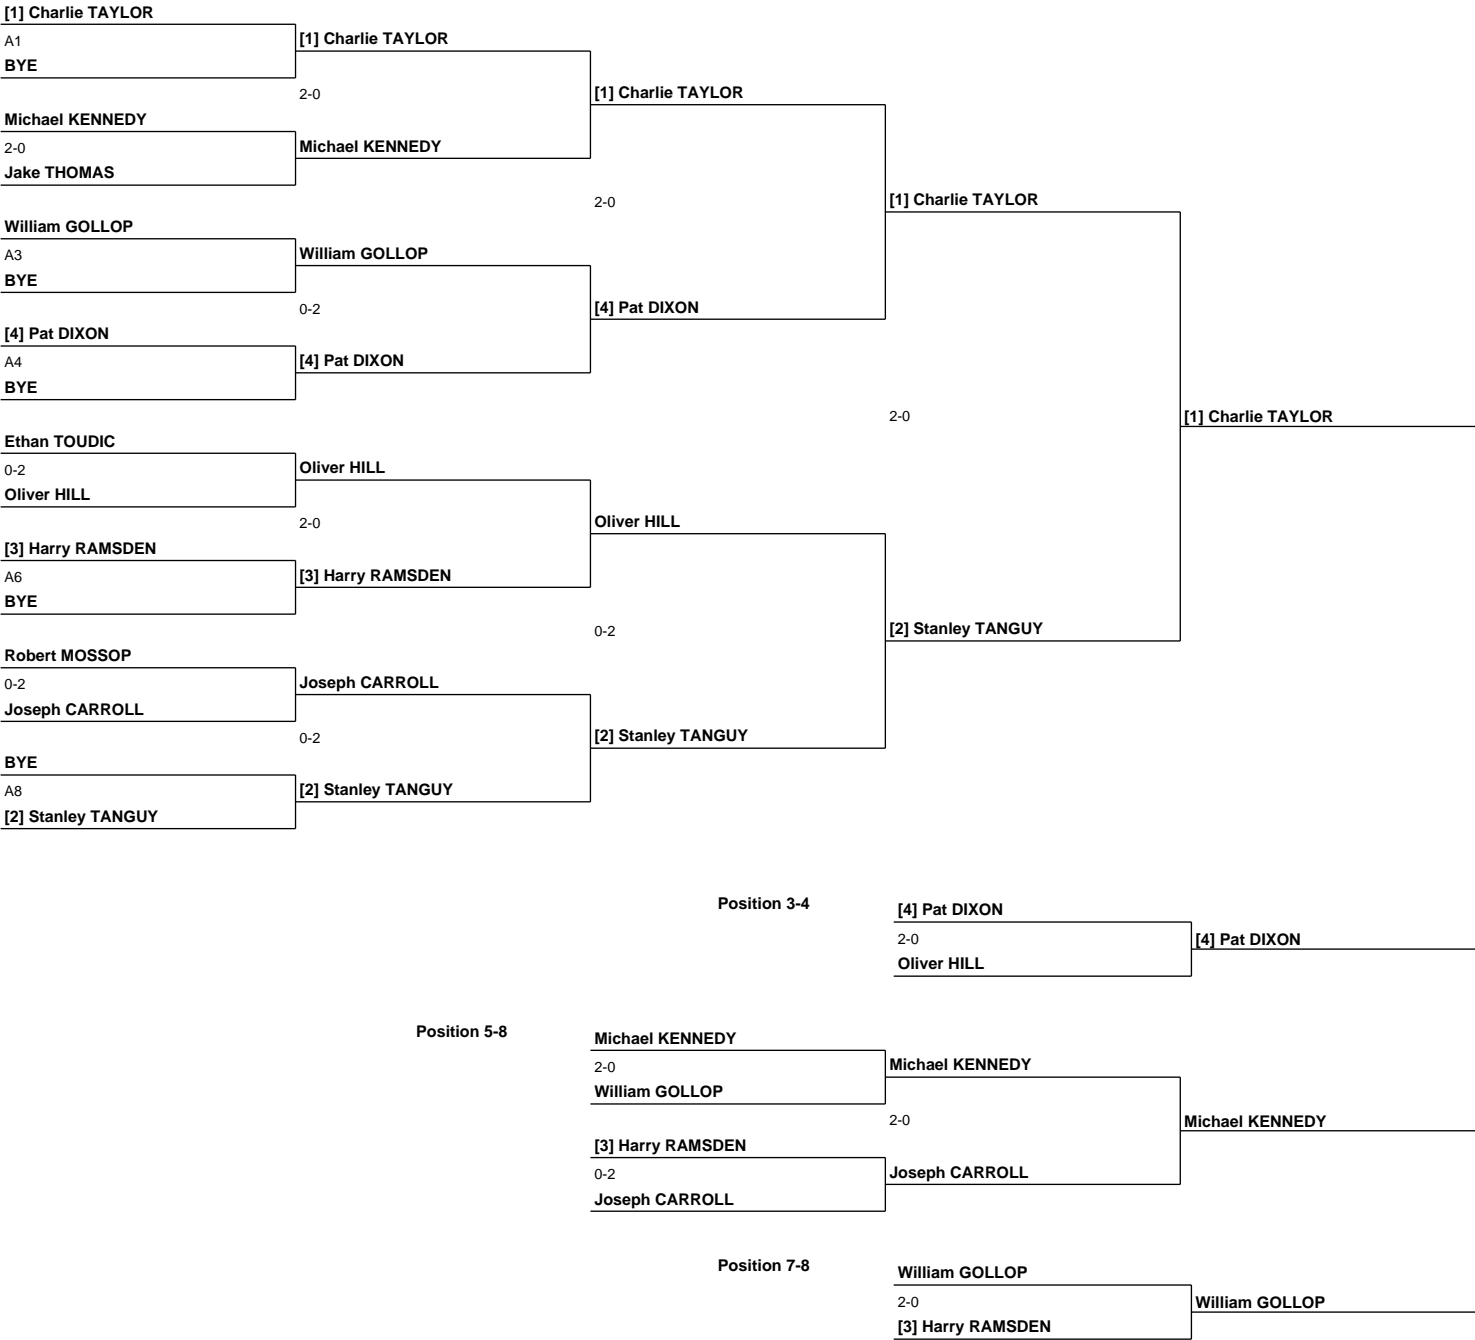 [1] Charlie TAYLOR
A1
[1] Charlie TAYLOR
BYE
2-0
[1] Charlie TAYLOR
Michael KENNEDY
2-0
Michael KENNEDY
Jake THOMAS
2-0
[1] Charlie TAYLOR
William GOLLOP
A3
William GOLLOP
BYE
0-2
[4] Pat DIXON
[4] Pat DIXON
A4
[4] Pat DIXON
BYE
2-0
[1] Charlie TAYLOR
Ethan TOUDIC
0-2
Oliver HILL
Oliver HILL
2-0
Oliver HILL
[3] Harry RAMSDEN
A6
[3] Harry RAMSDEN
BYE
0-2
[2] Stanley TANGUY
Robert MOSSOP
0-2
Joseph CARROLL
Joseph CARROLL
0-2
[2] Stanley TANGUY
BYE
A8
[2] Stanley TANGUY
[2] Stanley TANGUY
Position 3-4
[4] Pat DIXON
2-0
[4] Pat DIXON
Oliver HILL
Position 5-8
Michael KENNEDY
2-0
Michael KENNEDY
William GOLLOP
2-0
Michael KENNEDY
[3] Harry RAMSDEN
0-2
Joseph CARROLL
Joseph CARROLL
Position 7-8
William GOLLOP
2-0
William GOLLOP
[3] Harry RAMSDEN